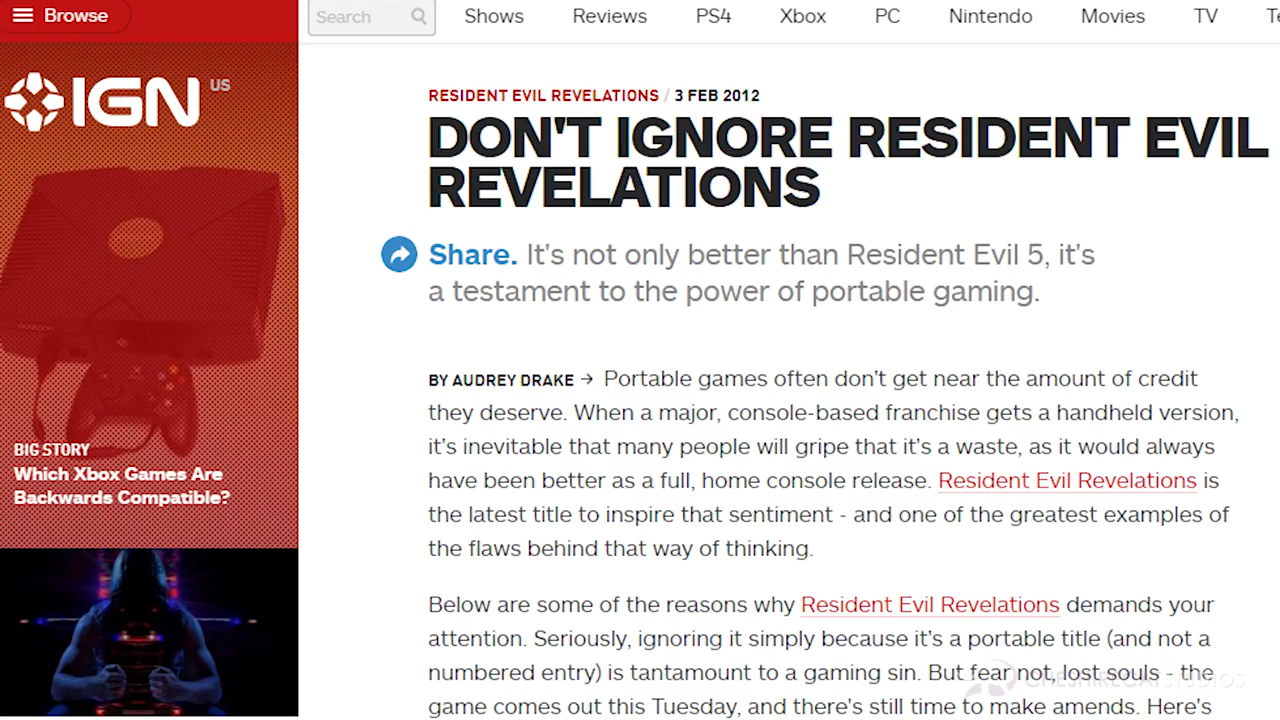 Browse
Search
Shows
Reviews
PS4
Xbox
PC
Nintendo
Movies
TV
IGN US
BIG STORY
Which Xbox Games Are
Backwards Compatible?
RESIDENT EVIL REVELATIONS / 3 FEB 2012
DON'T IGNORE RESIDENT EVIL
REVELATIONS
Share. It's not only better than Resident Evil 5, it's
a testament to the power of portable gaming.
BY AUDREY DRAKE → Portable games often don't get near the amount of credit
they deserve. When a major, console-based franchise gets a handheld version,
it's inevitable that many people will gripe that it's a waste, as it would always
have been better as a full, home console release. Resident Evil Revelations is
the latest title to inspire that sentiment - and one of the greatest examples of
the flaws behind that way of thinking.
Below are some of the reasons why Resident Evil Revelations demands your
attention. Seriously, ignoring it simply because it's a portable title (and not a
numbered entry) is tantamount to a gaming sin. But fear not, lost souls - the
game comes out this Tuesday, and there's still time to make amends. Here's
CHESHIRECATSTUDIOS